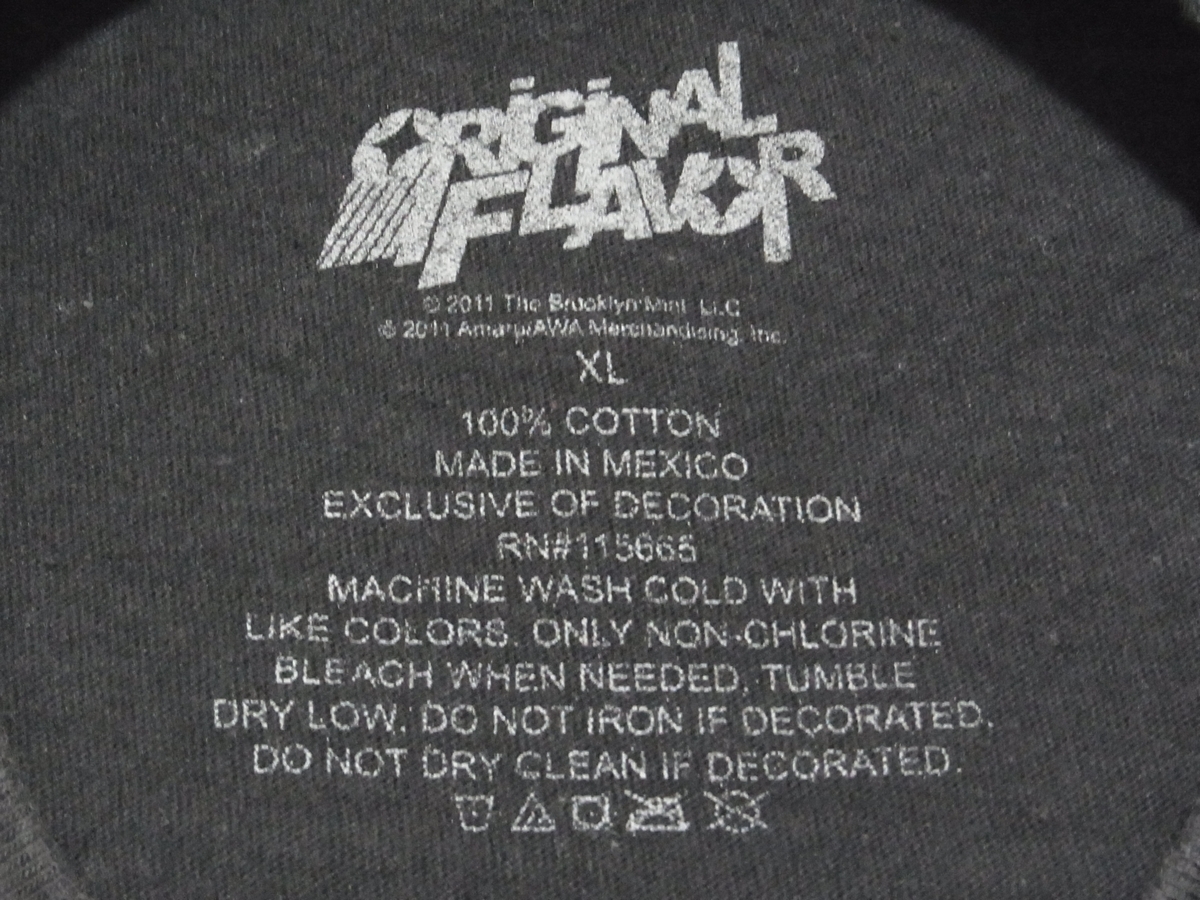 ORiGiNAL
FLAVOR
© 2011 The Brooklyn Mint, LLC
© 2011 Amaru/AWA Merchandising, Inc.
XL
100% COTTON
MADE IN MEXICO
EXCLUSIVE OF DECORATION
RN#115665
MACHINE WASH COLD WITH
LIKE COLORS. ONLY NON-CHLORINE
BLEACH WHEN NEEDED. TUMBLE
DRY LOW. DO NOT IRON IF DECORATED.
DO NOT DRY CLEAN IF DECORATED.